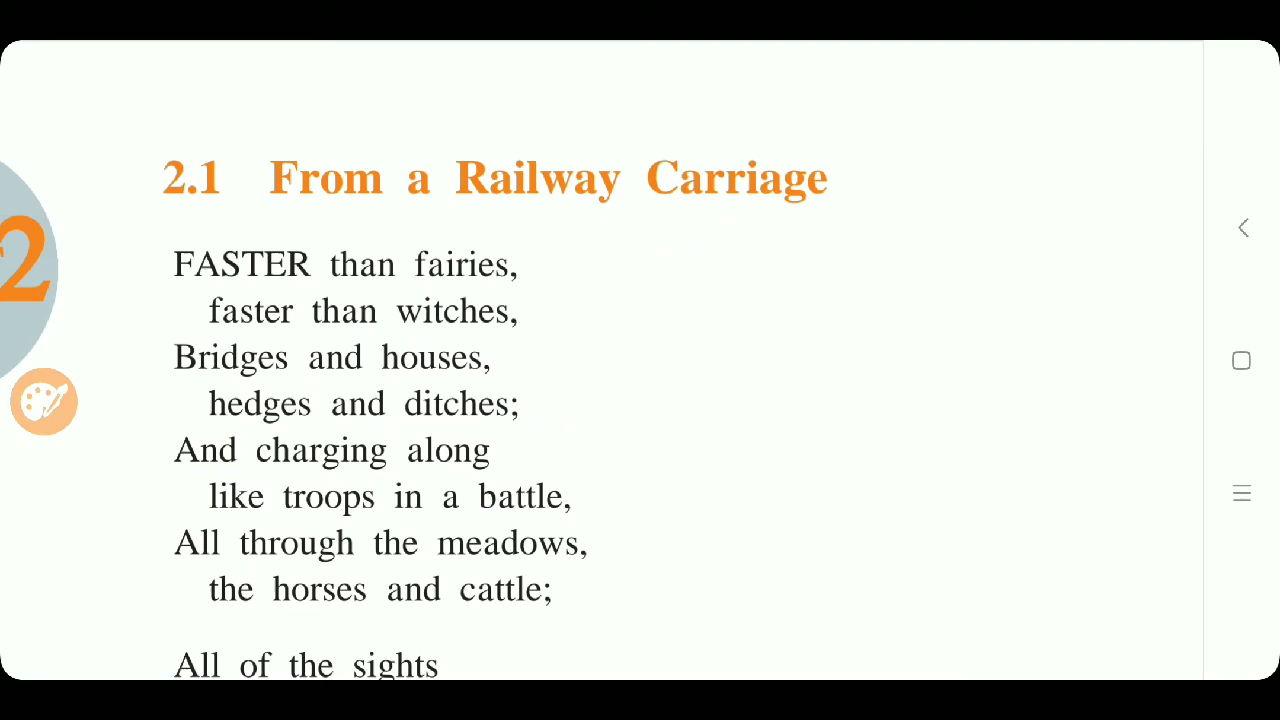 2
2.1 From a Railway Carriage
FASTER than fairies,
faster than witches,
Bridges and houses,
hedges and ditches;
And charging along
like troops in a battle,
All through the meadows,
the horses and cattle;
All of the sights